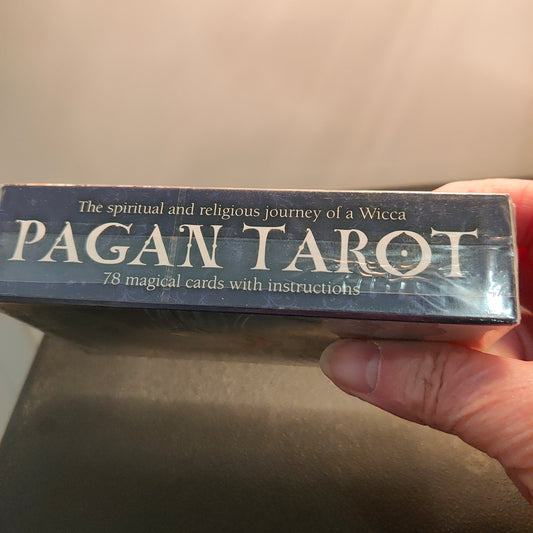 The spiritual and religious journey of a Wicca
PAGAN TAROT
78 magical cards with instructions